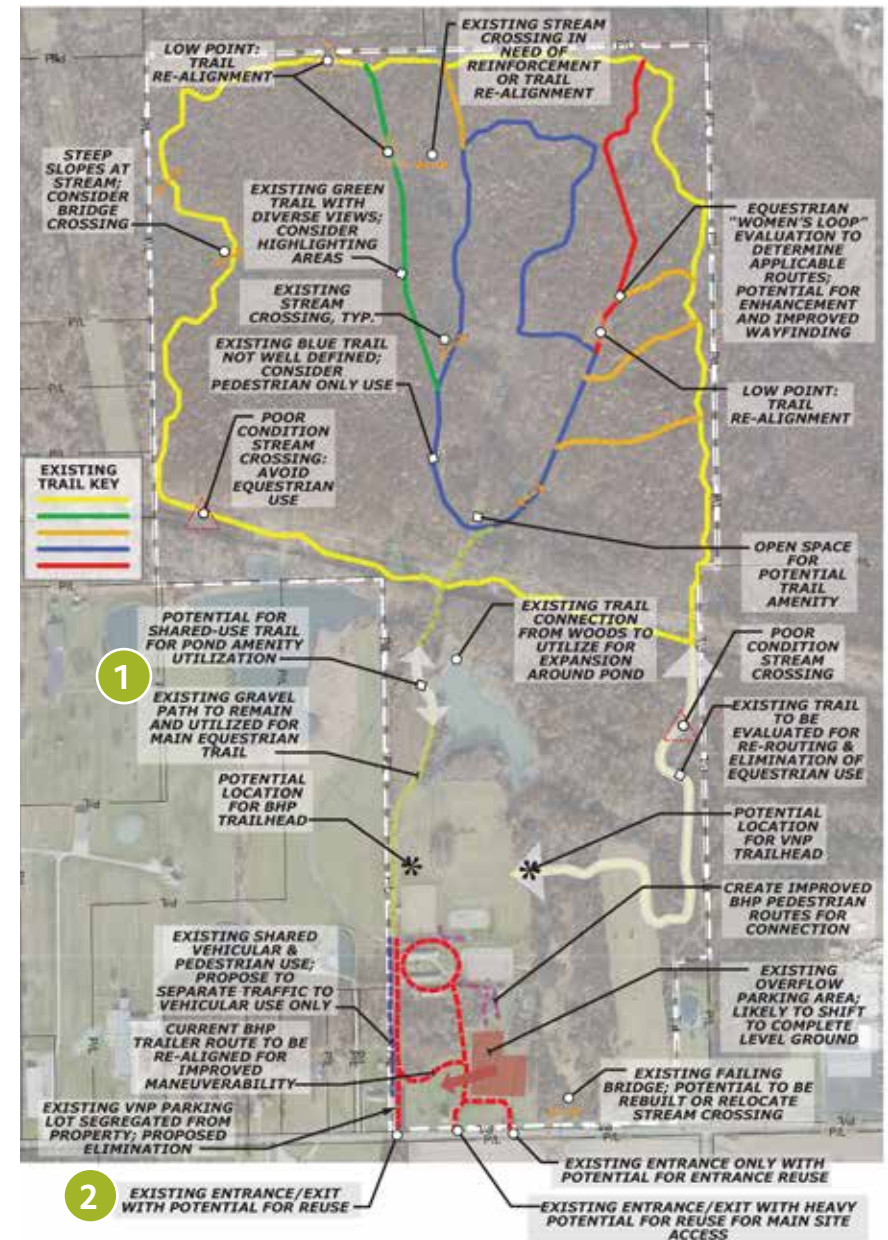 EXISTING STREAM
CROSSING IN
NEED OF
REINFORCEMENT
OR TRAIL
RE-ALIGNMENT
LOW POINT:
TRAIL
RE-ALIGNMENT
STEEP
SLOPES AT
STREAM;
CONSIDER
BRIDGE
CROSSING
EXISTING GREEN
TRAIL WITH
DIVERSE VIEWS;
CONSIDER
HIGHLIGHTING
AREAS
EQUESTRIAN
"WOMEN'S LOOP"
EVALUATION TO
DETERMINE
APPLICABLE
ROUTES;
POTENTIAL FOR
ENHANCEMENT
AND IMPROVED
WAYFINDING
EXISTING
STREAM
CROSSING, TYP.
EXISTING BLUE TRAIL
NOT WELL DEFINED;
CONSIDER
PEDESTRIAN ONLY USE
LOW POINT:
TRAIL
RE-ALIGNMENT
POOR
CONDITION
STREAM
CROSSING:
AVOID
EQUESTRIAN
USE
EXISTING
TRAIL KEY
OPEN SPACE
FOR
POTENTIAL
TRAIL
AMENITY
POTENTIAL FOR
SHARED-USE TRAIL
FOR POND AMENITY
UTILIZATION
EXISTING TRAIL
CONNECTION
FROM WOODS TO
UTILIZE FOR
EXPANSION
AROUND POND
POOR
CONDITION
STREAM
CROSSING
1
EXISTING GRAVEL
PATH TO REMAIN
AND UTILIZED FOR
MAIN EQUESTRIAN
TRAIL
EXISTING TRAIL
TO BE
EVALUATED FOR
RE-ROUTING &
ELIMINATION OF
EQUESTRIAN USE
POTENTIAL
LOCATION
FOR BHP
TRAILHEAD
POTENTIAL
LOCATION
FOR VNP
TRAILHEAD
CREATE IMPROVED
BHP PEDESTRIAN
ROUTES FOR
CONNECTION
EXISTING SHARED
VEHICULAR &
PEDESTRIAN USE;
PROPOSE TO
SEPARATE TRAFFIC TO
VEHICULAR USE ONLY
EXISTING
OVERFLOW
PARKING AREA;
LIKELY TO SHIFT
TO COMPLETE
LEVEL GROUND
CURRENT BHP
TRAILER ROUTE TO BE
RE-ALIGNED FOR
IMPROVED
MANEUVERABILITY
EXISTING FAILING
BRIDGE; POTENTIAL TO BE
REBUILT OR RELOCATE
STREAM CROSSING
EXISTING VNP PARKING
LOT SEGREGATED FROM
PROPERTY; PROPOSED
ELIMINATION
EXISTING ENTRANCE ONLY WITH
POTENTIAL FOR ENTRANCE REUSE
2
EXISTING ENTRANCE/EXIT
WITH POTENTIAL FOR REUSE
EXISTING ENTRANCE/EXIT WITH HEAVY
POTENTIAL FOR REUSE FOR MAIN SITE
ACCESS